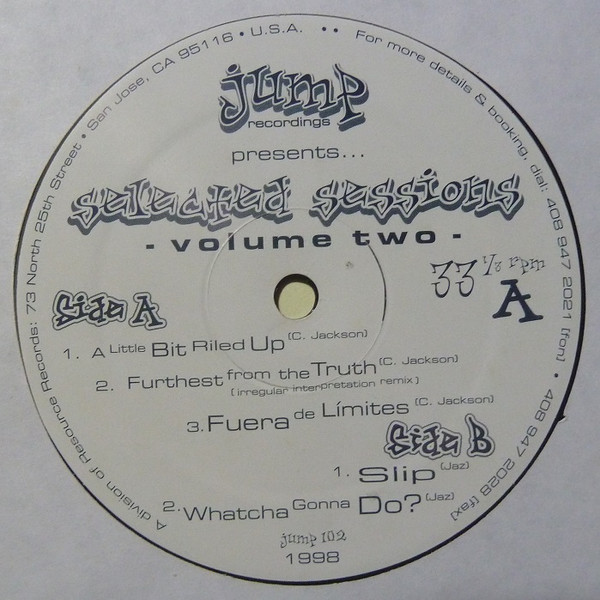 A division of Resource Records: 73 North 25th Street • San Jose, CA 95116 • U.S.A. • • For more details & booking, dial: 408 947 2021 [fon] • 408 947 2028 [fax]
jump
recordings
presents...
selected sessions
- volume two -
33 1/3 rpm
A
Side A
1. A Little Bit Riled Up (C. Jackson)
2. Furthest from the Truth (C. Jackson)
(irregular interpretation remix)
3. Fuera de Límites (C. Jackson)
Side B
1. Slip (Jaz)
2. Whatcha Gonna Do? (Jaz)
jump 102
1998